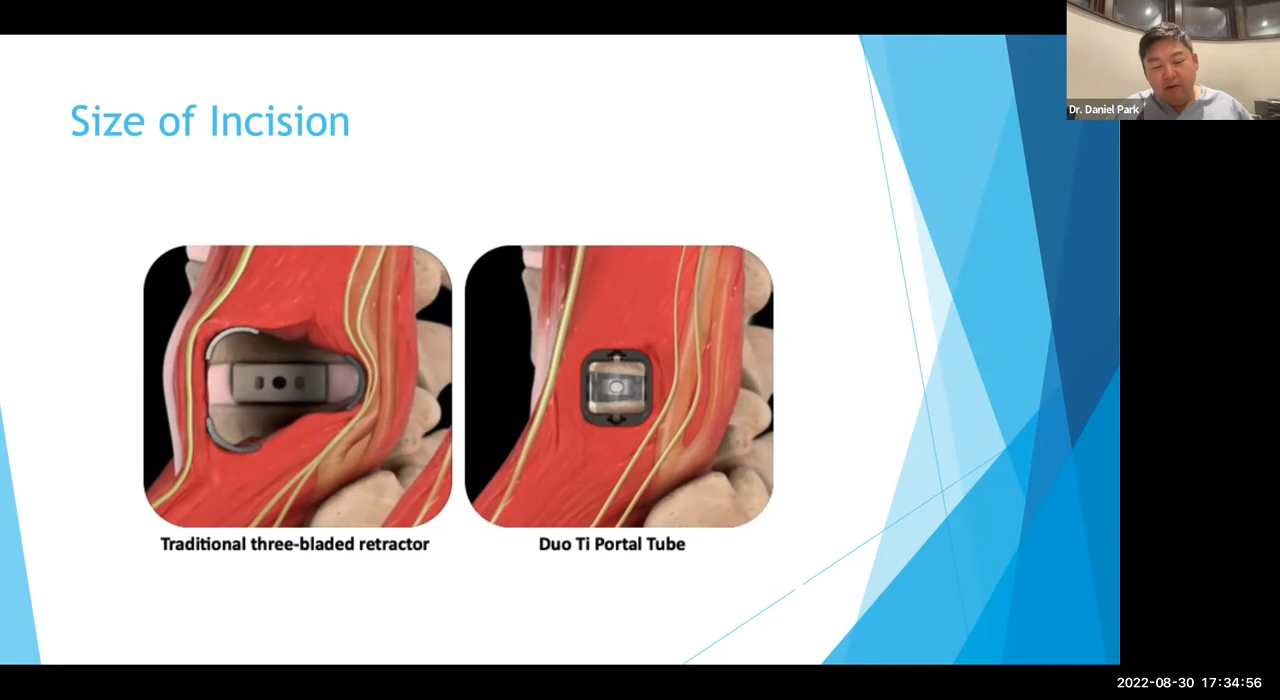 Dr. Daniel Park
Size of Incision
Traditional three-bladed retractor
Duo Ti Portal Tube
2022-08-30 17:34:56